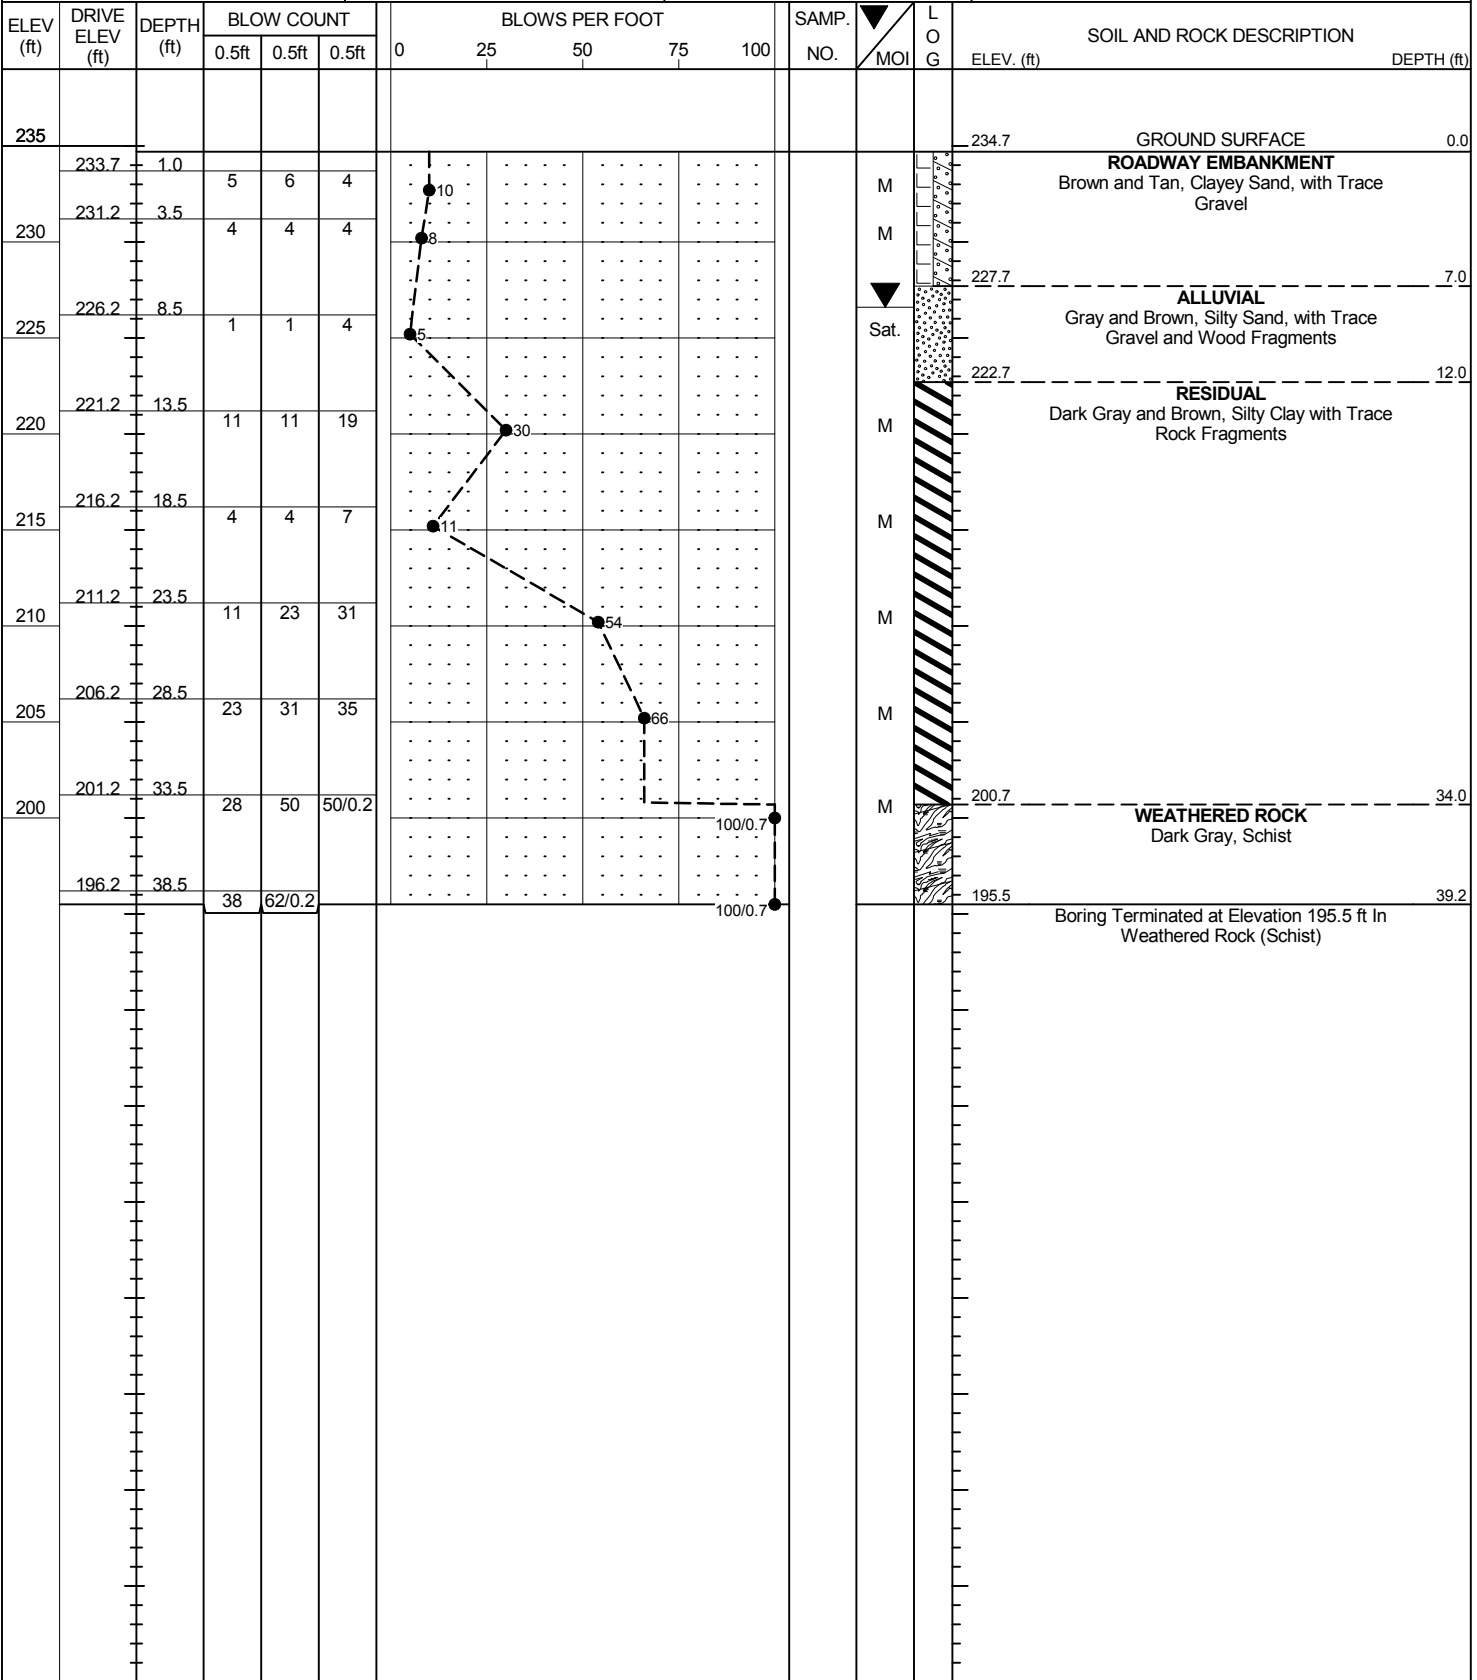 ELEV (ft) DRIVE ELEV (ft) DEPTH (ft) BLOW COUNT BLOWS PER FOOT SAMP. NO. MOI L O G SOIL AND ROCK DESCRIPTION
0.5ft 0.5ft 0.5ft 0 25 50 75 100 ELEV. (ft) DEPTH (ft)
235 234.7 GROUND SURFACE 0.0
233.7 1.0 ROADWAY EMBANKMENT
5 6 4 10 M Brown and Tan, Clayey Sand, with Trace
Gravel
231.2 3.5
230 4 4 4 8 M
227.7 7.0
226.2 8.5 ALLUVIAL
225 1 1 4 5 Sat. Gray and Brown, Silty Sand, with Trace
Gravel and Wood Fragments
222.7 12.0
RESIDUAL
221.2 13.5 Dark Gray and Brown, Silty Clay with Trace
220 11 11 19 30 M Rock Fragments
216.2 18.5
215 4 4 7 11 M
211.2 23.5
210 11 23 31 54 M
206.2 28.5
205 23 31 35 66 M
201.2 33.5 200.7 34.0
200 28 50 50/0.2 100/0.7 M WEATHERED ROCK
Dark Gray, Schist
196.2 38.5
38 62/0.2 100/0.7 195.5 39.2
Boring Terminated at Elevation 195.5 ft In
Weathered Rock (Schist)